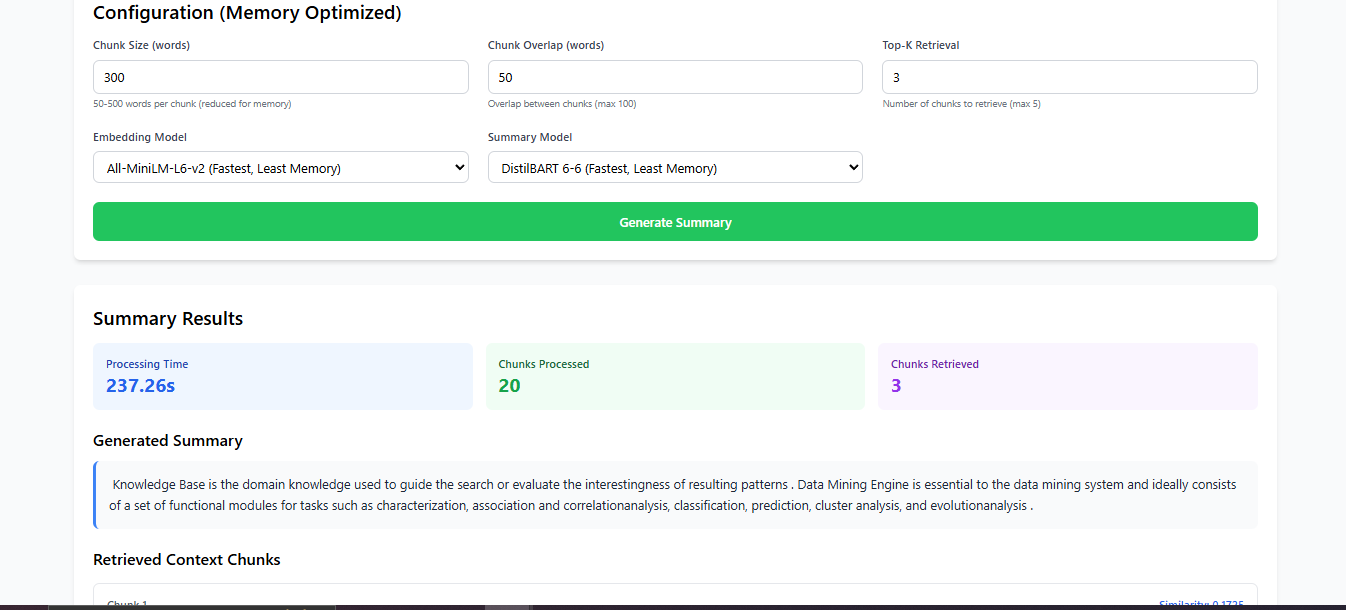 Configuration (Memory Optimized)
Chunk Size (words)
Chunk Overlap (words)
Top-K Retrieval
300
50
3
50-500 words per chunk (reduced for memory)
Overlap between chunks (max 100)
Number of chunks to retrieve (max 5)
Embedding Model
Summary Model
All-MiniLM-L6-v2 (Fastest, Least Memory)
DistilBART 6-6 (Fastest, Least Memory)
Generate Summary
Summary Results
Processing Time
Chunks Processed
Chunks Retrieved
237.26s
20
3
Generated Summary
Knowledge Base is the domain knowledge used to guide the search or evaluate the interestingness of resulting patterns . Data Mining Engine is essential to the data mining system and ideally consists
of a set of functional modules for tasks such as characterization, association and correlationanalysis, classification, prediction, cluster analysis, and evolutionanalysis .
Retrieved Context Chunks
Chunk 1
Similarity: 0.1725